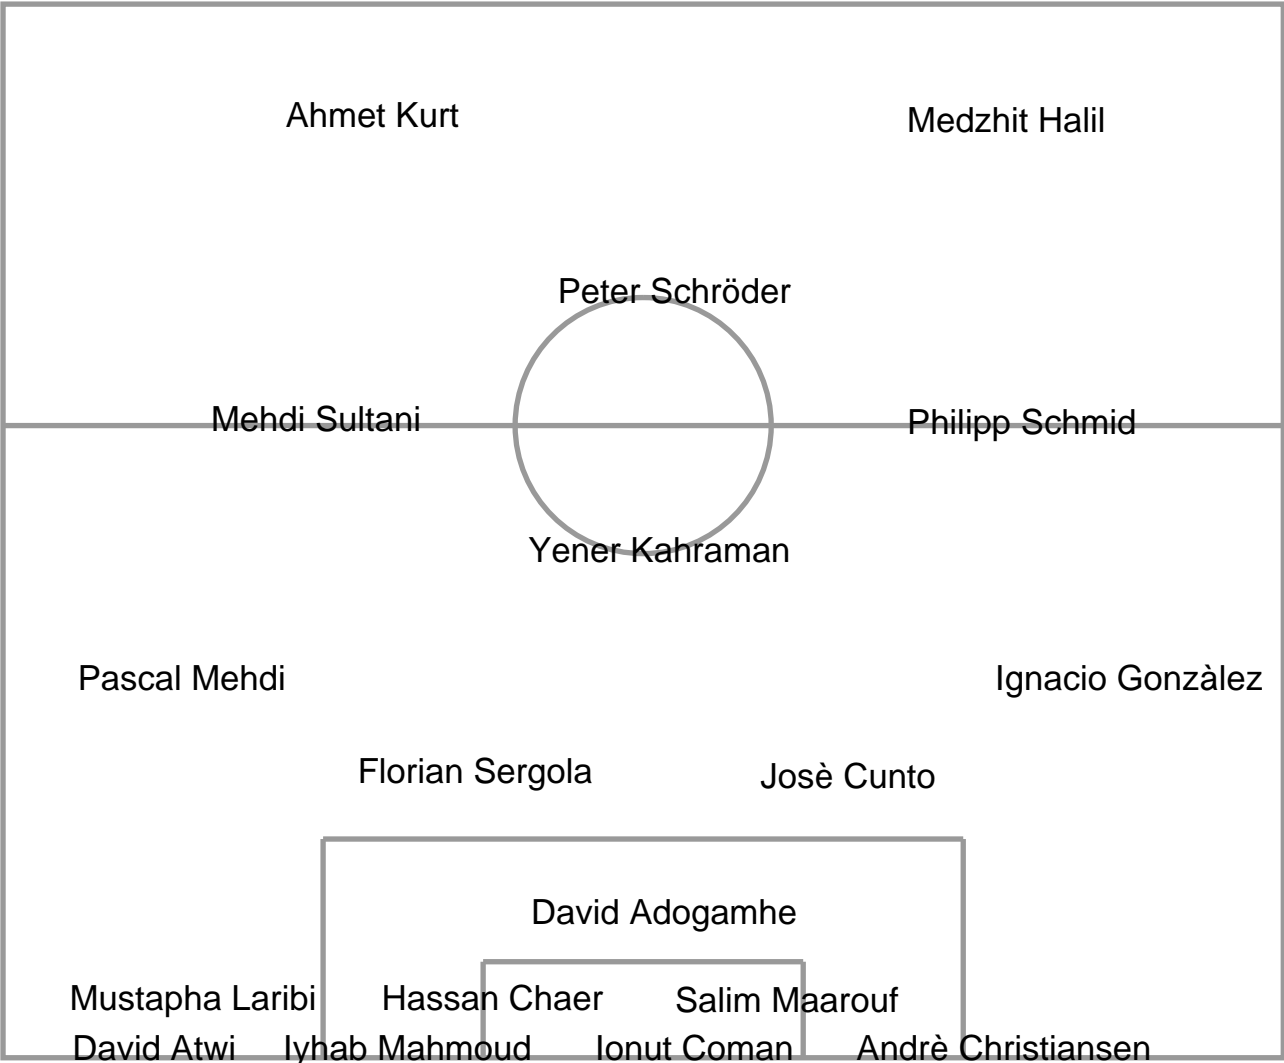 Ahmet Kurt Medzhit Halil
Peter Schröder
Mehdi Sultani Philipp Schmid
Yener Kahraman
Pascal Mehdi Ignacio Gonzàlez
Florian Sergola Josè Cunto
David Adogamhe
Mustapha Laribi Hassan Chaer Salim Maarouf
David Atwi Iyhab Mahmoud Ionut Coman Andrè Christiansen